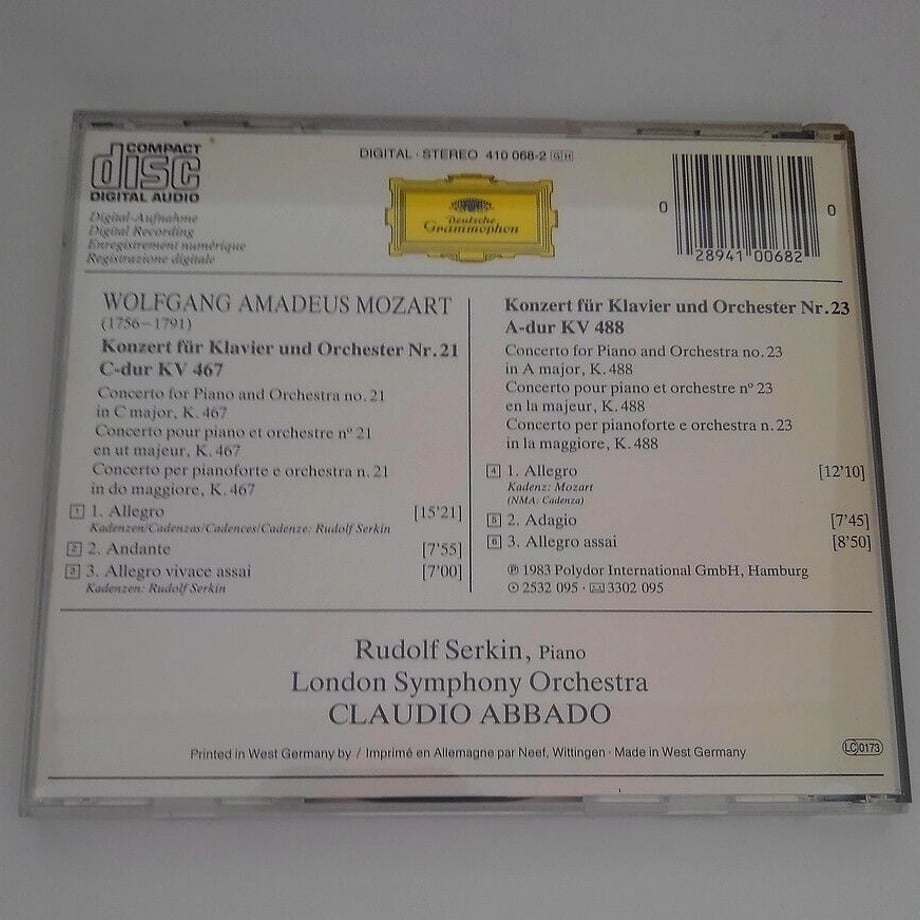 COMPACT
disc
DIGITAL AUDIO
Digital-Aufnahme
Digital Recording
Enregistrement numérique
Registrazione digitale
DIGITAL · STEREO 410 068-2 GH
Deutsche
Grammophon
0 28941 00682 0
WOLFGANG AMADEUS MOZART
(1756–1791)
Konzert für Klavier und Orchester Nr. 21
C-dur KV 467
Concerto for Piano and Orchestra no. 21
in C major, K. 467
Concerto pour piano et orchestre nº 21
en ut majeur, K. 467
Concerto per pianoforte e orchestra n. 21
in do maggiore, K. 467
1 1. Allegro [15'21]
Kadenzen/Cadenzas/Cadences/Cadenze: Rudolf Serkin
2 2. Andante [7'55]
3 3. Allegro vivace assai [7'00]
Kadenzen: Rudolf Serkin
Konzert für Klavier und Orchester Nr. 23
A-dur KV 488
Concerto for Piano and Orchestra no. 23
in A major, K. 488
Concerto pour piano et orchestre nº 23
en la majeur, K. 488
Concerto per pianoforte e orchestra n. 23
in la maggiore, K. 488
4 1. Allegro [12'10]
Kadenz: Mozart
(NMA: Cadenza)
5 2. Adagio [7'45]
6 3. Allegro assai [8'50]
℗ 1983 Polydor International GmbH, Hamburg
2532 095 · 3302 095
Rudolf Serkin, Piano
London Symphony Orchestra
CLAUDIO ABBADO
Printed in West Germany by / Imprimé en Allemagne par Neef, Wittingen · Made in West Germany
LC 0173